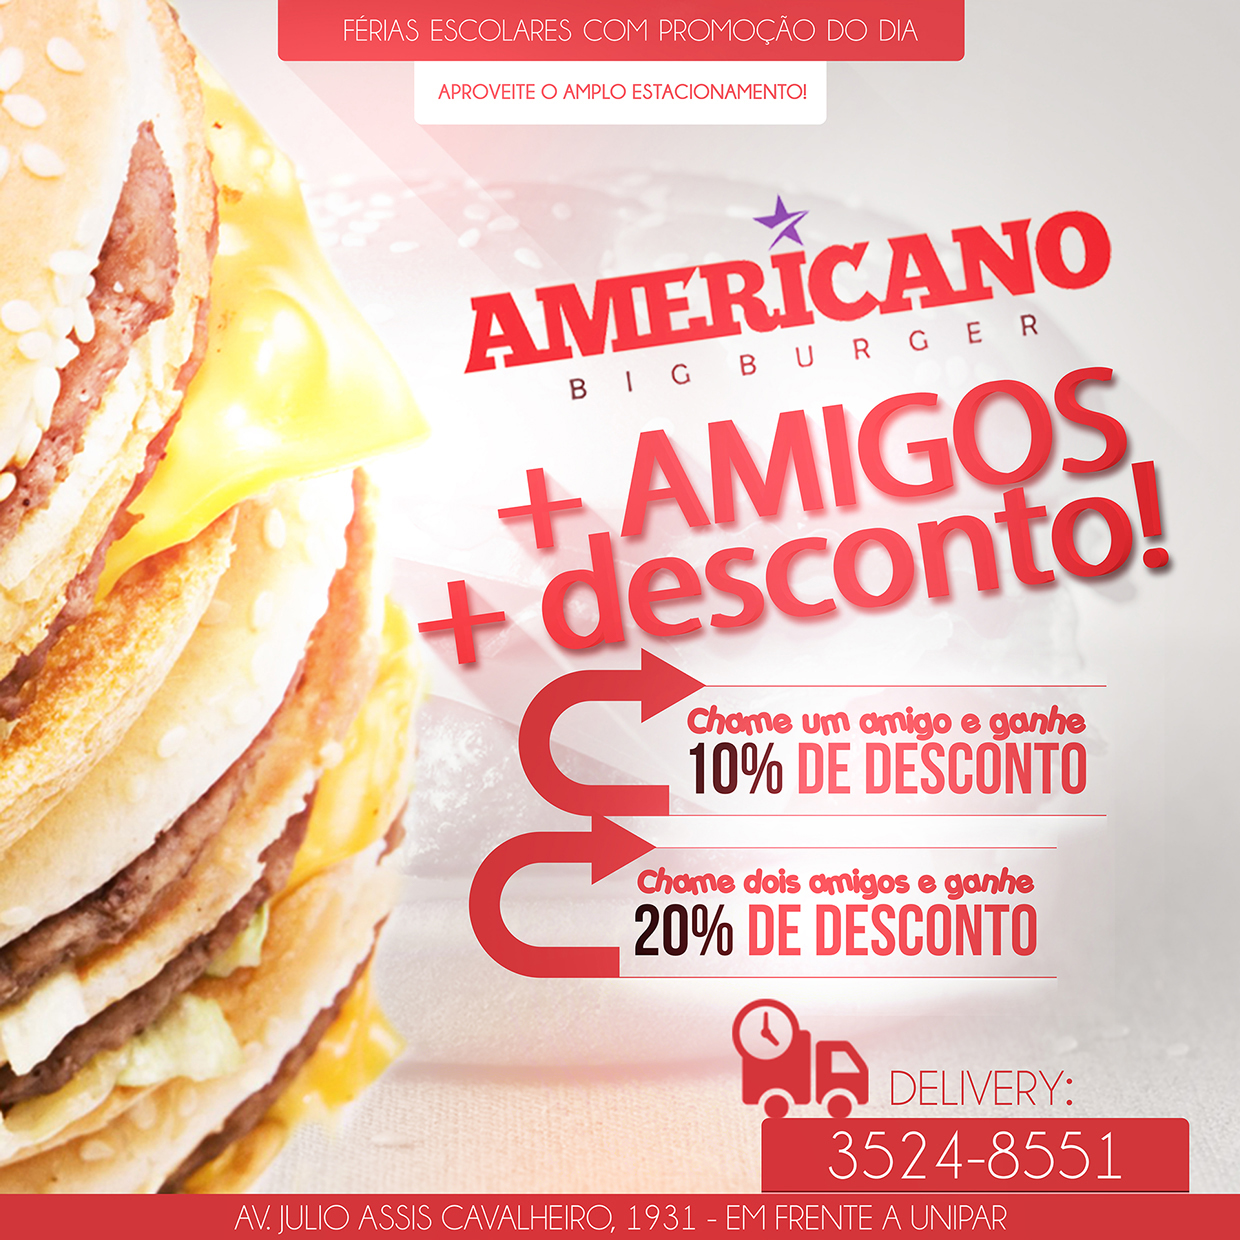 FÉRIAS ESCOLARES COM PROMOÇÃO DO DIA
APROVEITE O AMPLO ESTACIONAMENTO!
AMERICANO
BIG BURGER
+ AMIGOS
+ desconto!
Chame um amigo e ganhe
10% DE DESCONTO
Chame dois amigos e ganhe
20% DE DESCONTO
DELIVERY:
3524-8551
AV. JULIO ASSIS CAVALHEIRO, 1931 - EM FRENTE A UNIPAR